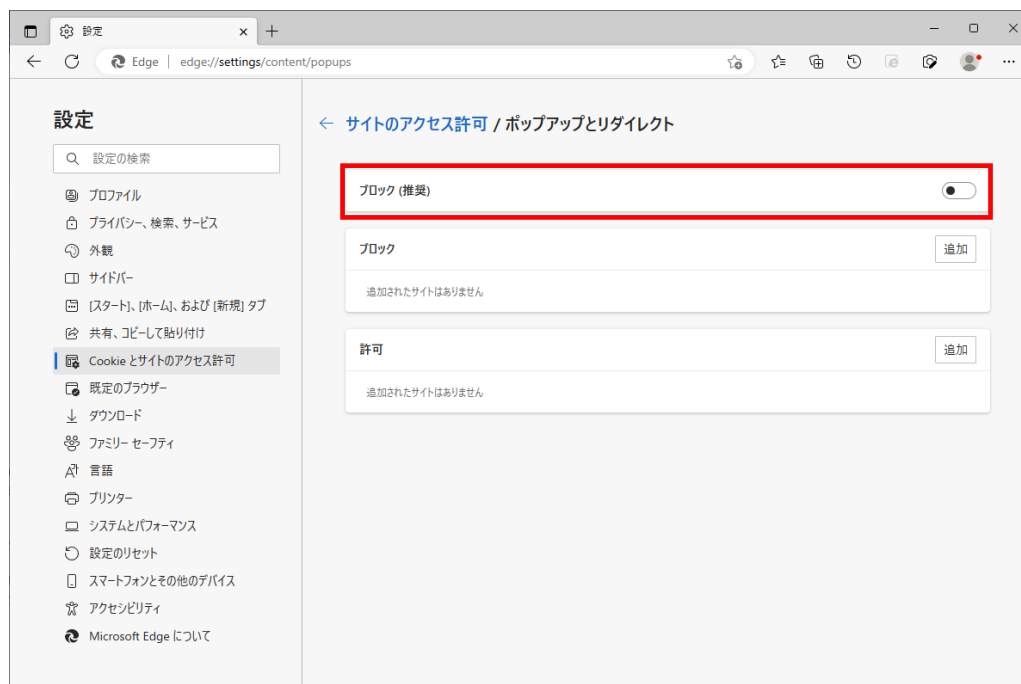 設定
Edge | edge://settings/content/popups
設定
設定の検索
プロファイル
プライバシー、検索、サービス
外観
サイドバー
[スタート]、[ホーム]、および [新規] タブ
共有、コピーして貼り付け
Cookie とサイトのアクセス許可
既定のブラウザー
ダウンロード
ファミリー セーフティ
言語
プリンター
システムとパフォーマンス
設定のリセット
スマートフォンとその他のデバイス
アクセシビリティ
Microsoft Edge について
サイトのアクセス許可 / ポップアップとリダイレクト
ブロック (推奨)
ブロック
追加
追加されたサイトはありません
許可
追加
追加されたサイトはありません